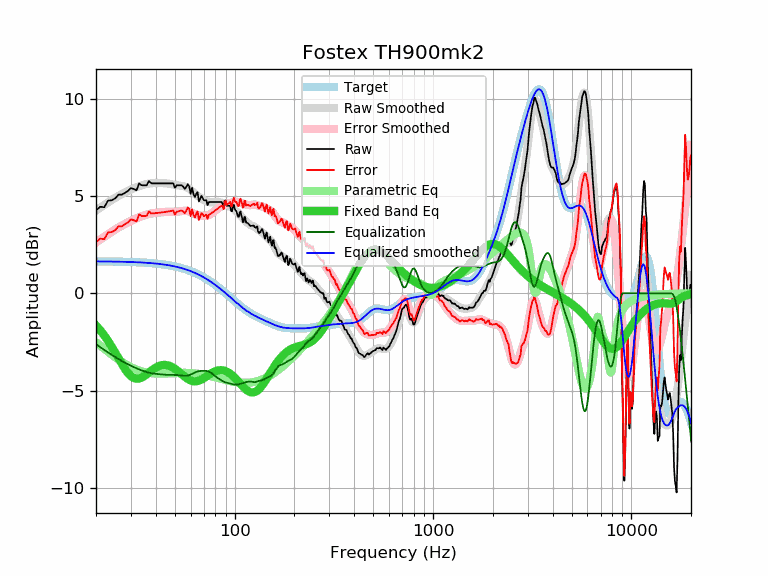 Fostex TH900mk2
Target
Raw Smoothed
Error Smoothed
Raw
Error
Parametric Eq
Fixed Band Eq
Equalization
Equalized smoothed
10
5
0
−5
−10
Amplitude (dBr)
100
1000
10000
Frequency (Hz)